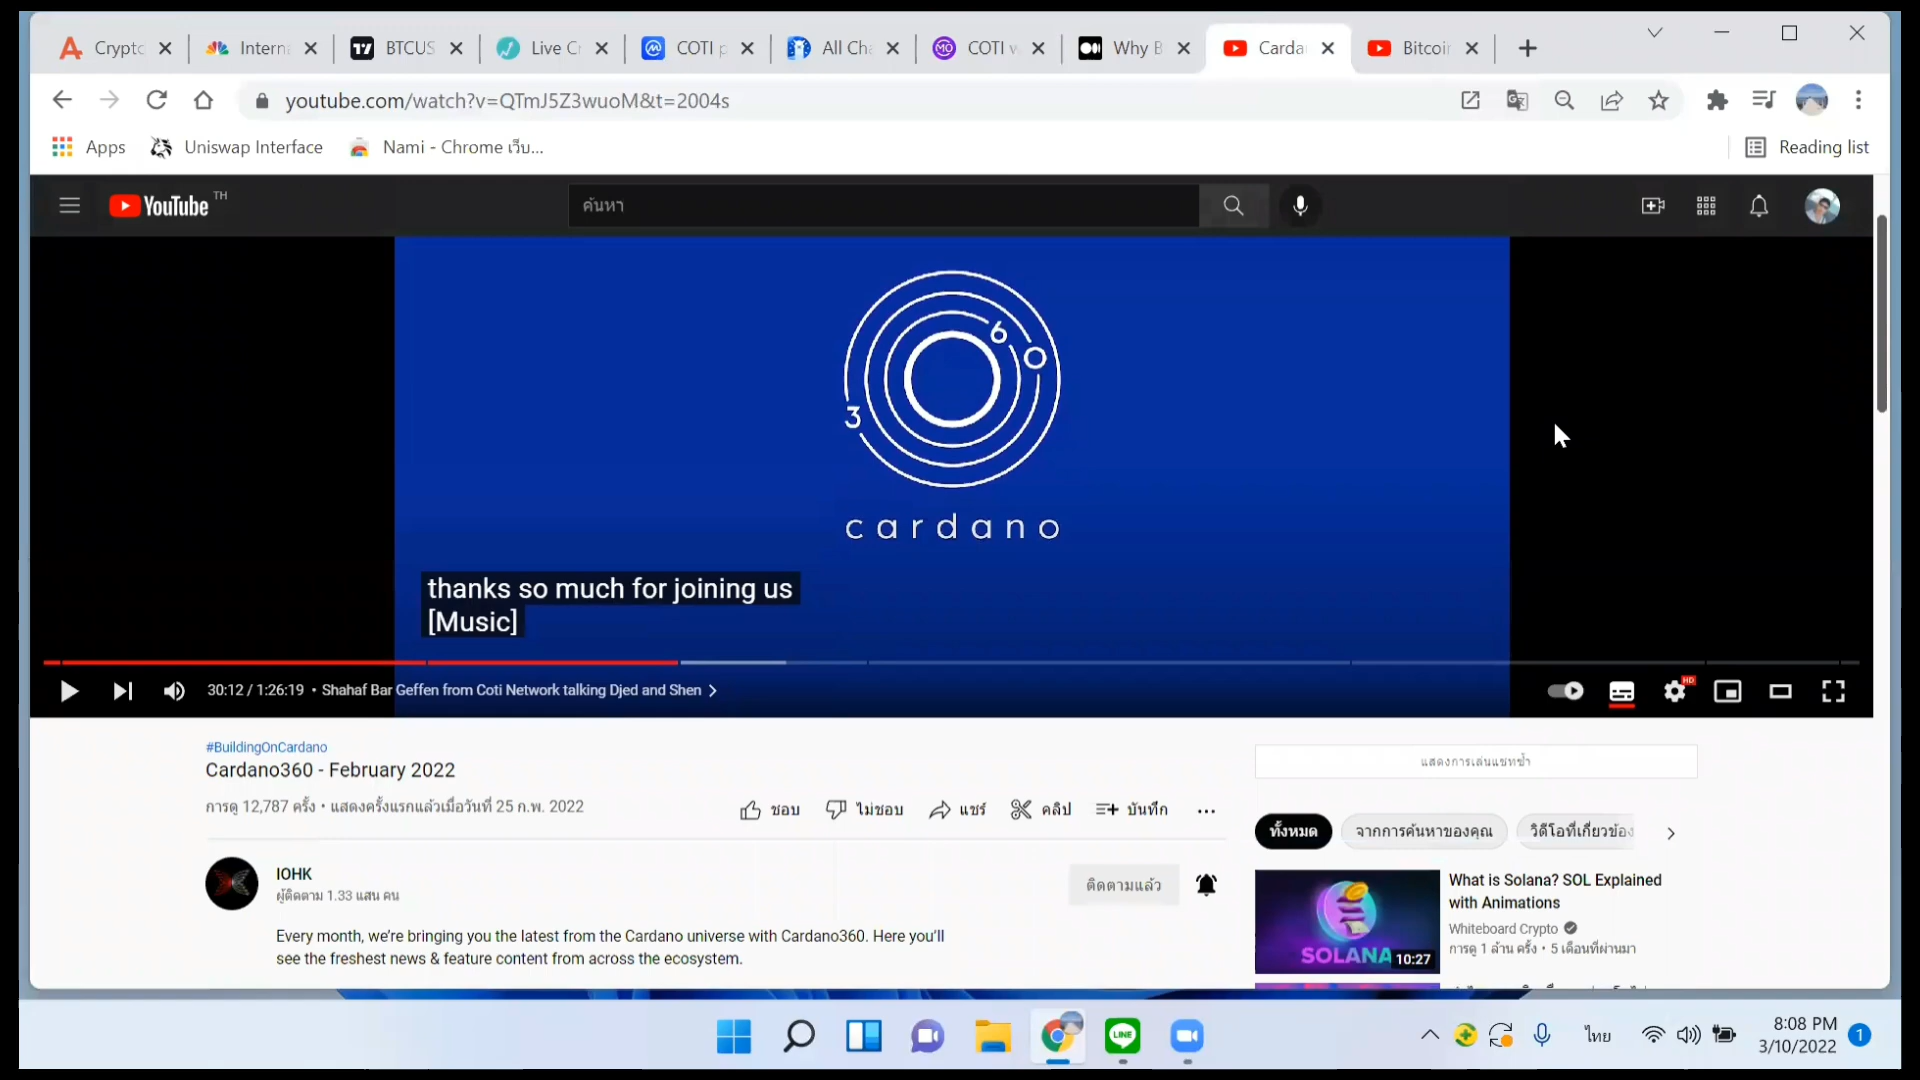 Crypto
Intern
BTCUS
Live C
COTI p
All Cha
COTI w
Why B
Carda
Bitcoin
youtube.com/watch?v=QTmJ5Z3wuoM&t=2004s
Apps
Uniswap Interface
Nami - Chrome เว็บ...
Reading list
YouTube TH
ค้นหา
3 6 0
cardano
thanks so much for joining us
[Music]
30:12 / 1:26:19 • Shahaf Bar Geffen from Coti Network talking Djed and Shen
HD
#BuildingOnCardano
Cardano360 - February 2022
การดู 12,787 ครั้ง • แสดงครั้งแรกแล้วเมื่อวันที่ 25 ก.พ. 2022
ชอบ
ไม่ชอบ
แชร์
คลิป
บันทึก
IOHK
ผู้ติดตาม 1.33 แสน คน
ติดตามแล้ว
Every month, we're bringing you the latest from the Cardano universe with Cardano360. Here you'll
see the freshest news & feature content from across the ecosystem.
แสดงการเล่นแชทซ้ำ
ทั้งหมด
จากการค้นหาของคุณ
วิดีโอที่เกี่ยวข้อง
SOLANA
10:27
What is Solana? SOL Explained
with Animations
Whiteboard Crypto
การดู 1 ล้าน ครั้ง • 5 เดือนที่ผ่านมา
LINE
ไทย
8:08 PM
3/10/2022
1